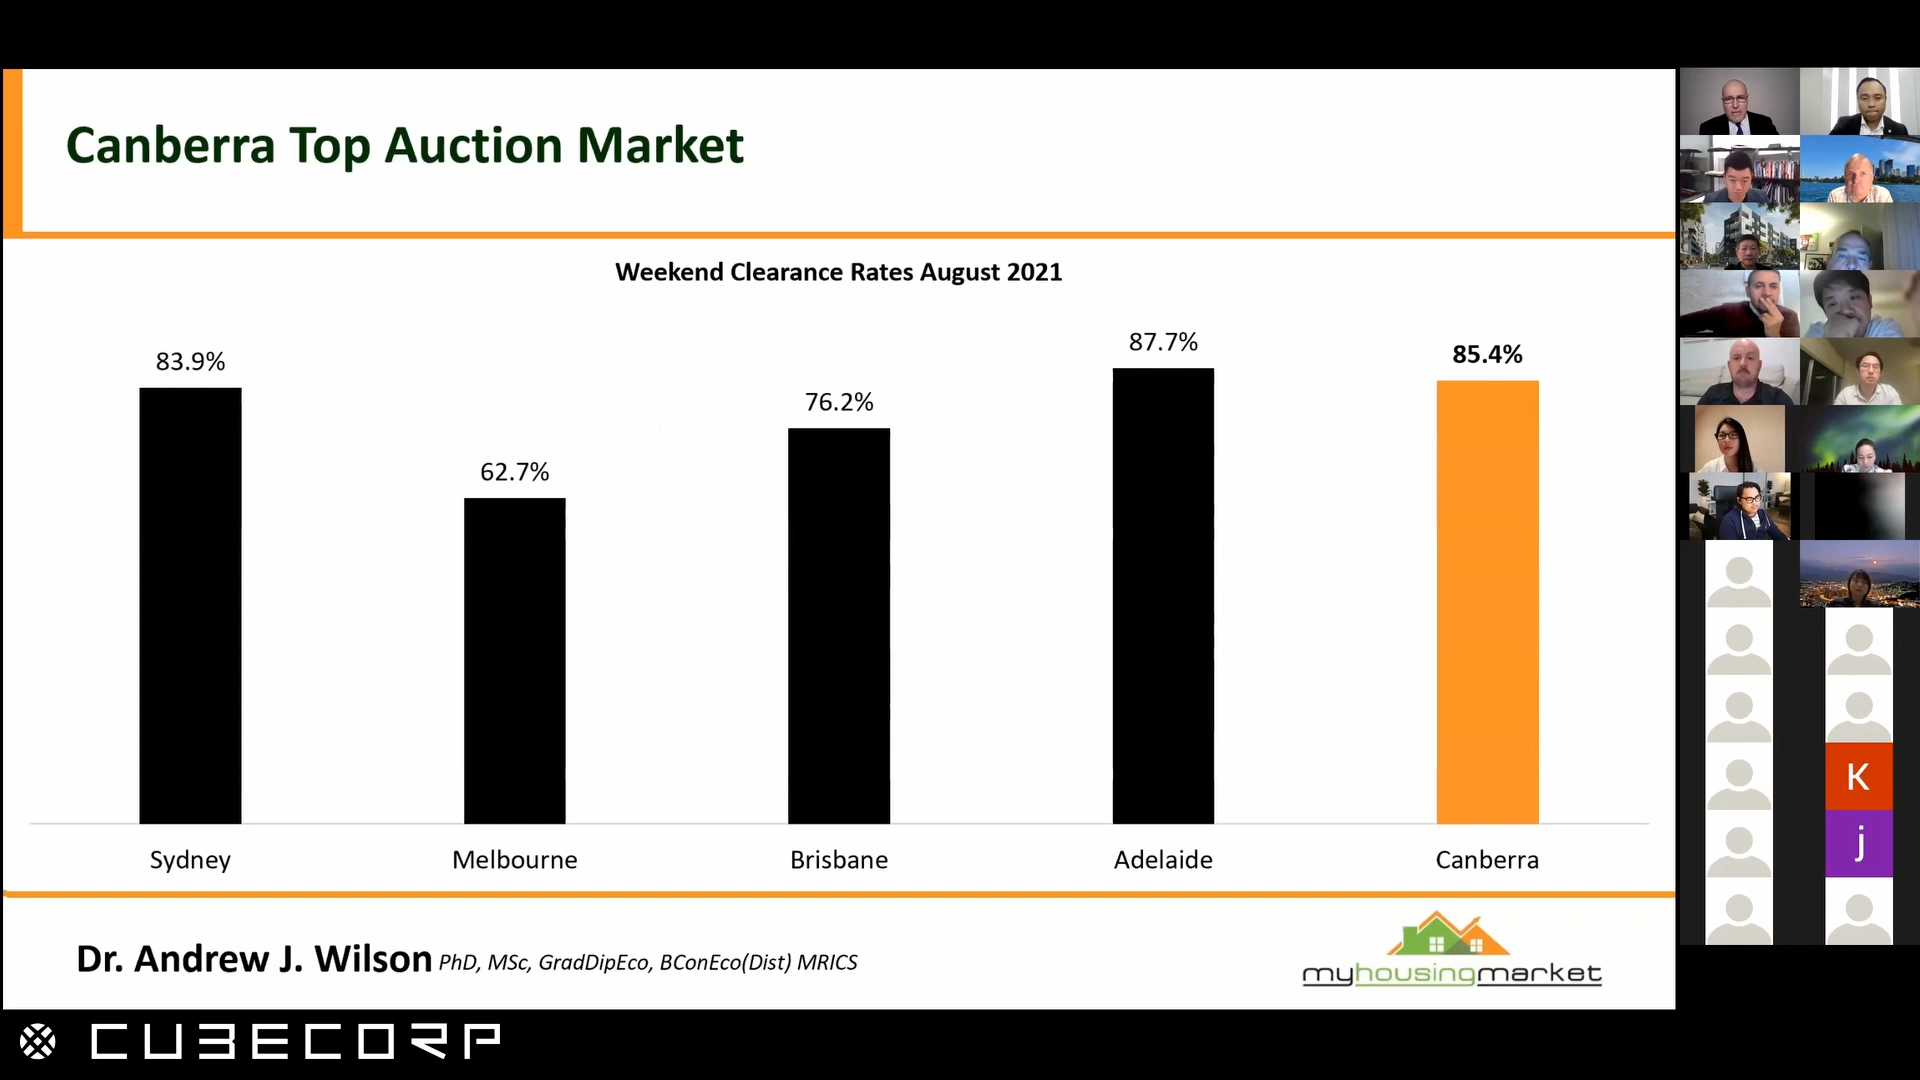 Canberra Top Auction Market
Weekend Clearance Rates August 2021
83.9%
62.7%
76.2%
87.7%
85.4%
Sydney
Melbourne
Brisbane
Adelaide
Canberra
Dr. Andrew J. Wilson PhD, MSc, GradDipEco, BConEco(Dist) MRICS
myhousingmarket
CUBECORP
K
j